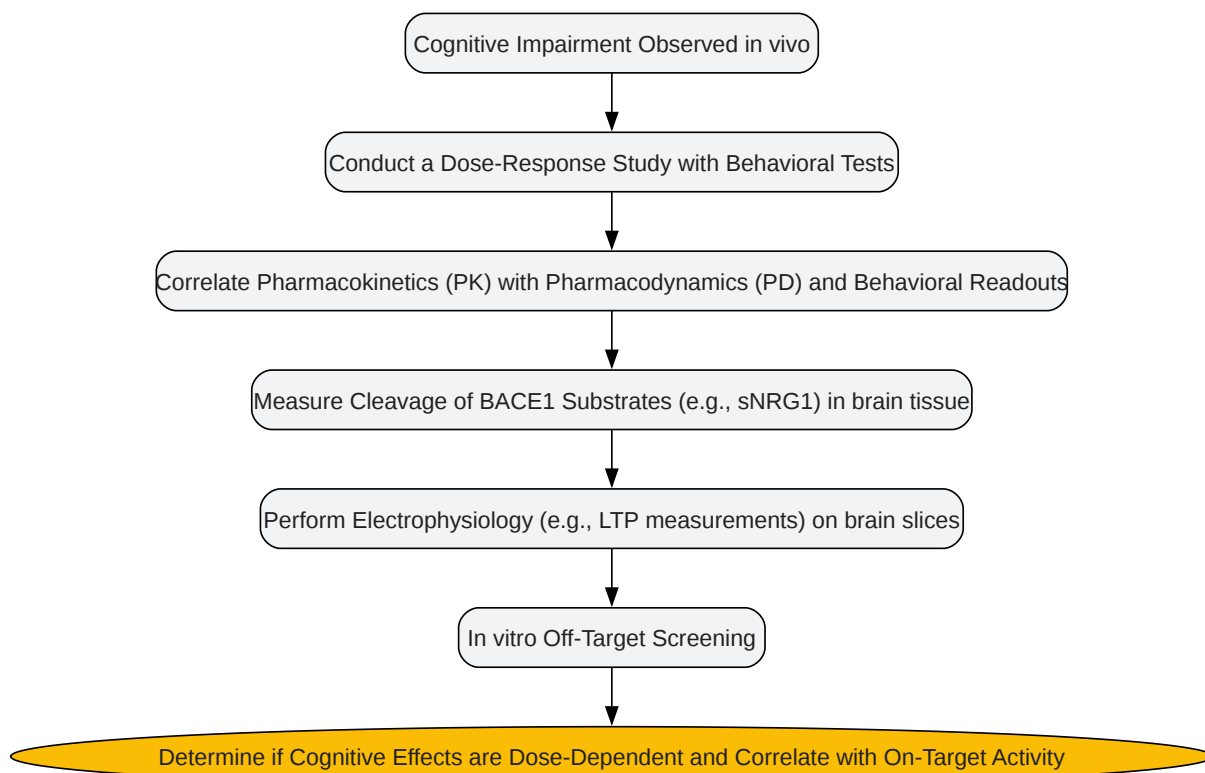 Cognitive Impairment Observed in vivo
Conduct a Dose-Response Study with Behavioral Tests
Correlate Pharmacokinetics (PK) with Pharmacodynamics (PD) and Behavioral Readouts
Measure Cleavage of BACE1 Substrates (e.g., sNRG1) in brain tissue
Perform Electrophysiology (e.g., LTP measurements) on brain slices
In vitro Off-Target Screening
Determine if Cognitive Effects are Dose-Dependent and Correlate with On-Target Activity